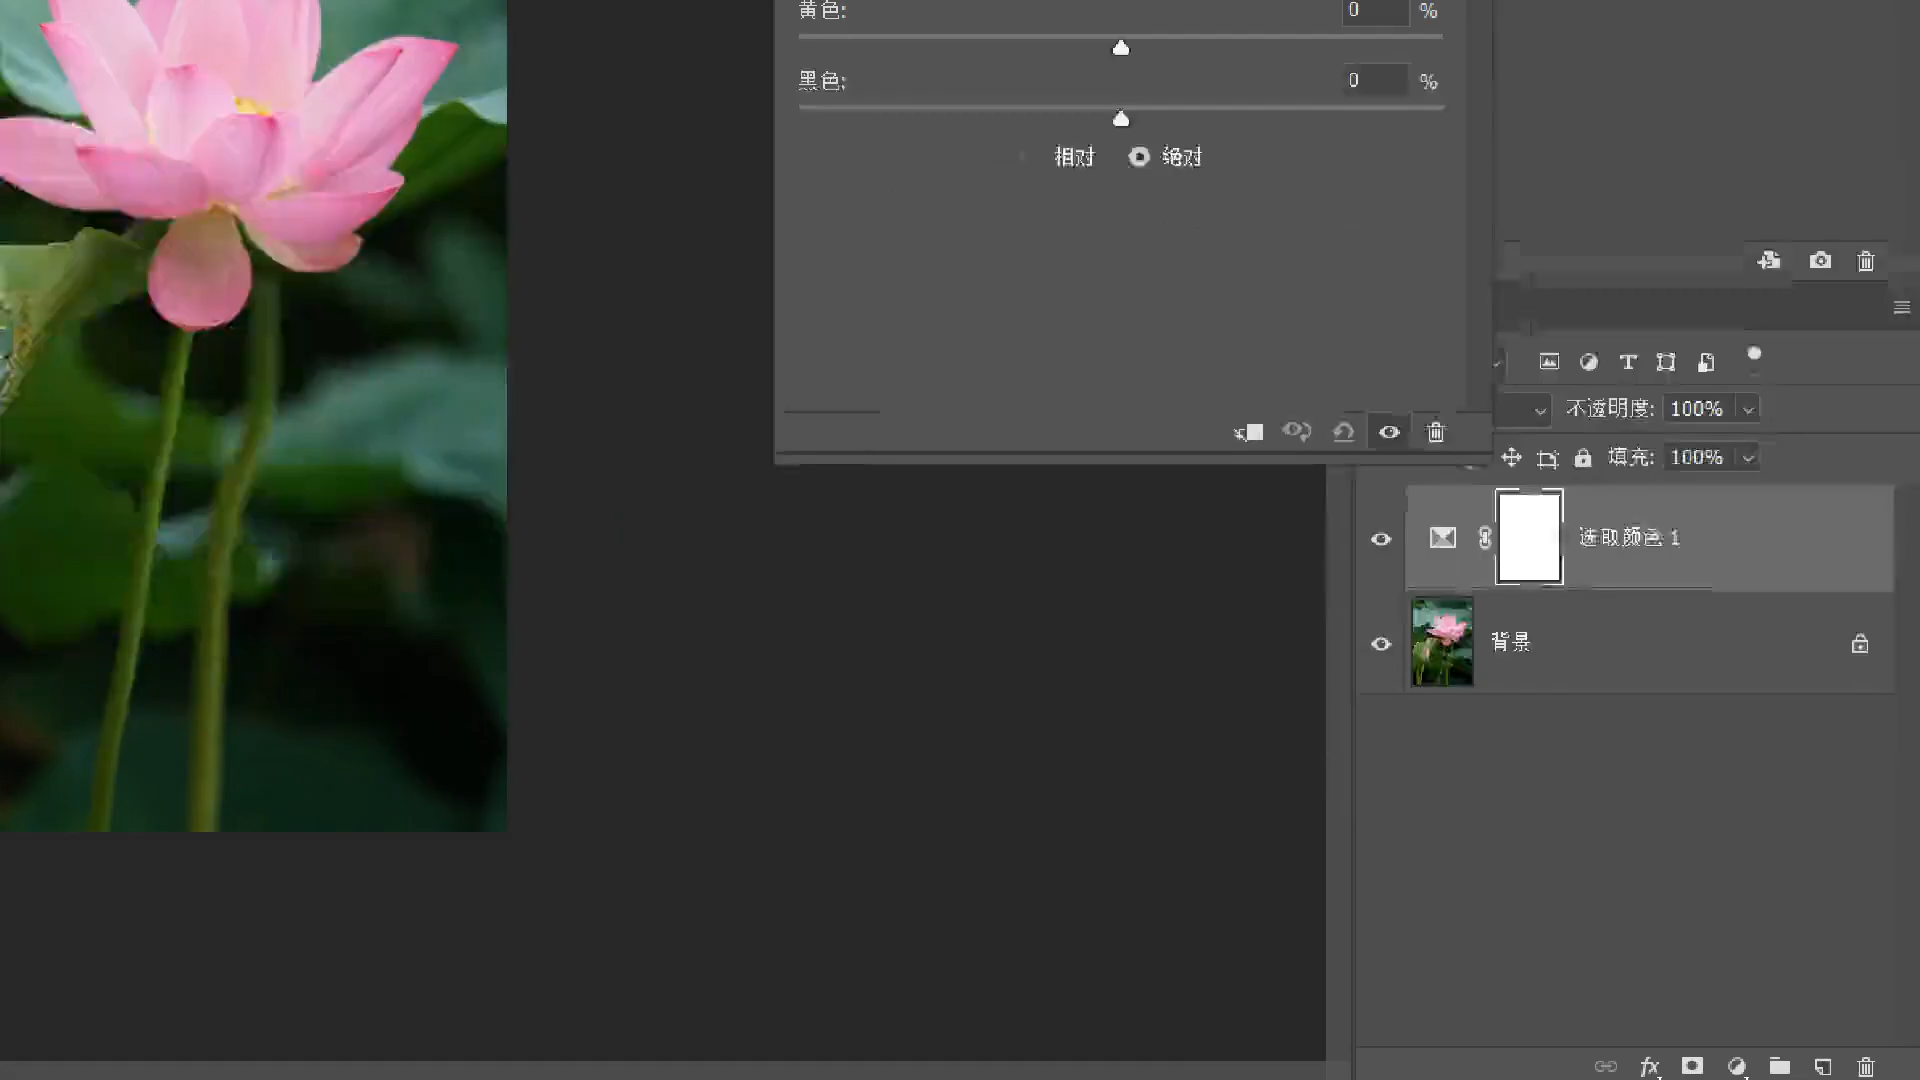 黄色: 0 %
黑色: 0 %
相对 绝对
不透明度: 100%
填充: 100%
选取颜色 1
背景
fx